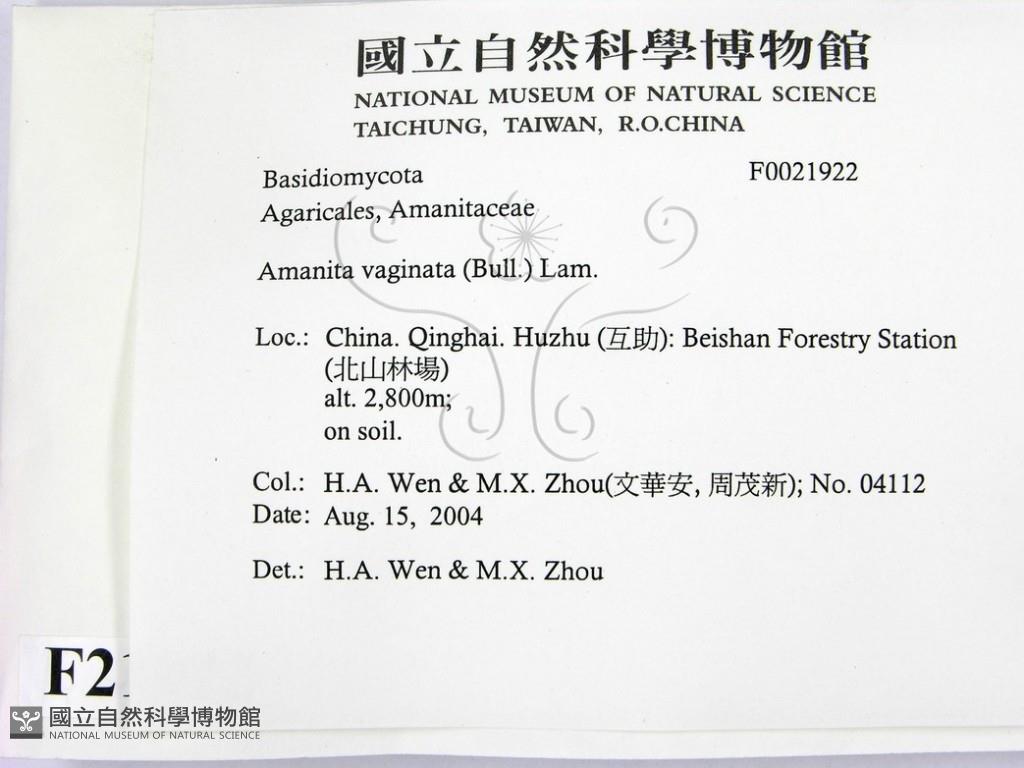 國立自然科學博物館
NATIONAL MUSEUM OF NATURAL SCIENCE
TAICHUNG, TAIWAN, R.O.CHINA
Basidiomycota F0021922
Agaricales, Amanitaceae
Amanita vaginata (Bull.) Lam.
Loc.: China. Qinghai. Huzhu (互助): Beishan Forestry Station
(北山林場)
alt. 2,800m;
on soil.
Col.: H.A. Wen & M.X. Zhou(文華安, 周茂新); No. 04112
Date: Aug. 15, 2004
Det.: H.A. Wen & M.X. Zhou
F21
國立自然科學博物館
NATIONAL MUSEUM OF NATURAL SCIENCE